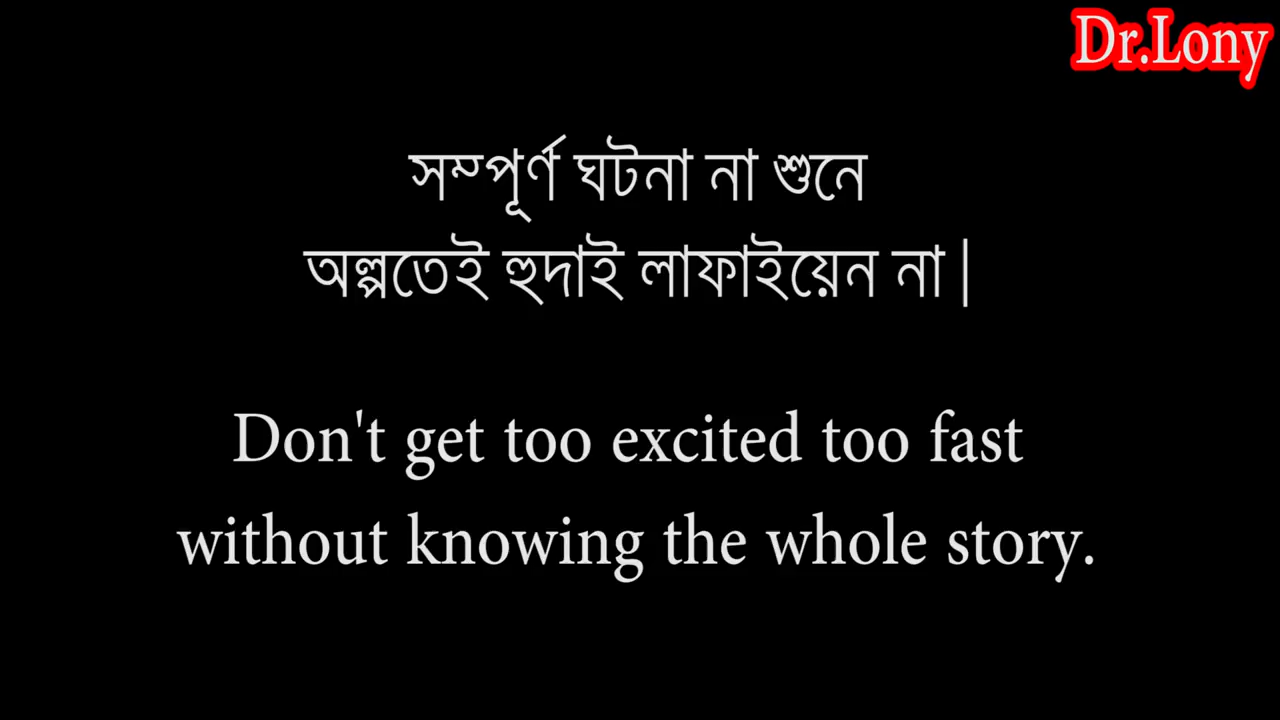 Dr.Lony
সম্পূর্ণ ঘটনা না শুনে
অল্পতেই হুদাই লাফাইয়েন না|
Don't get too excited too fast
without knowing the whole story.